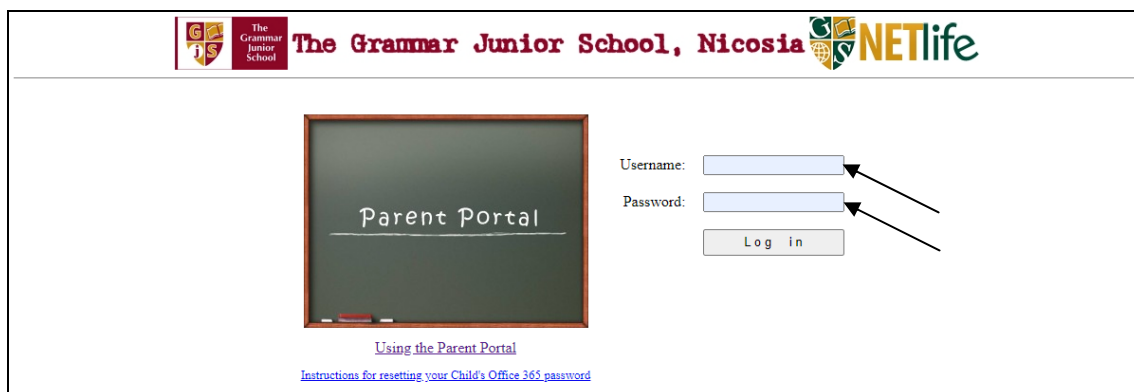 G
jS
The
Grammar
Junior
School
The Grammar Junior School, Nicosia
G
S
NETlife
Parent Portal
Username:
Password:
Log in
Using the Parent Portal
Instructions for resetting your Child's Office 365 password